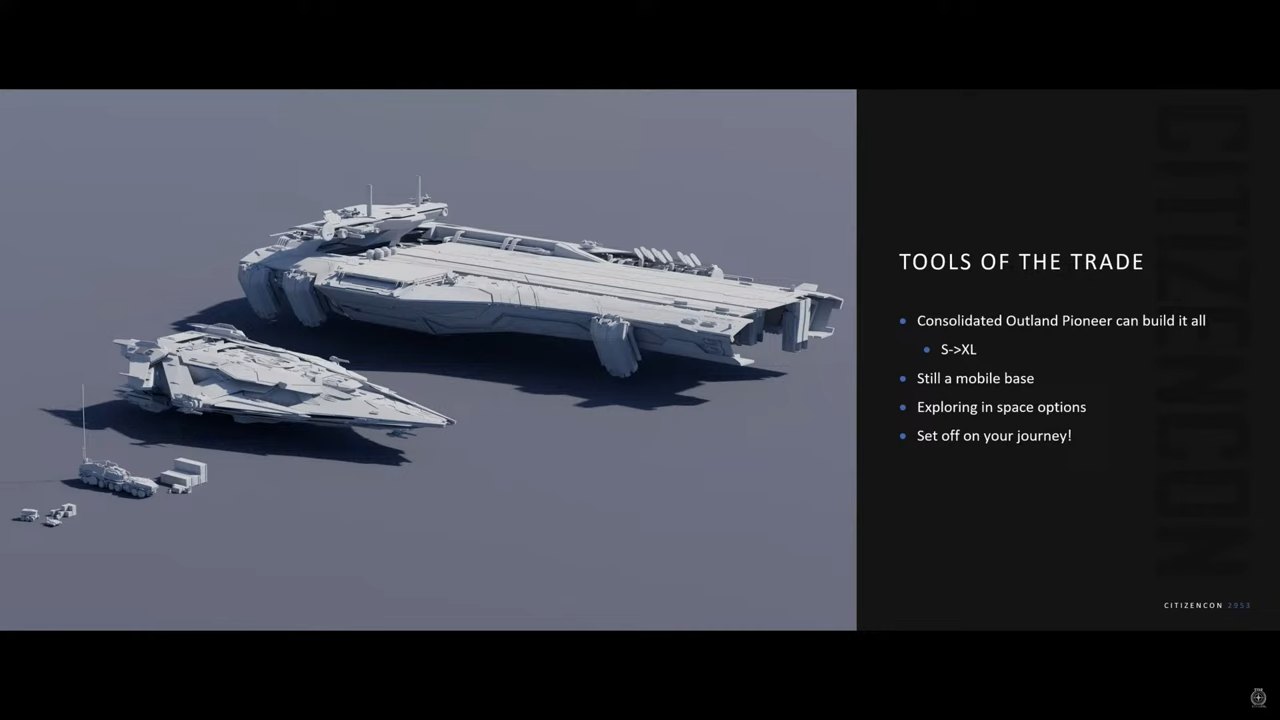 TOOLS OF THE TRADE
Consolidated Outland Pioneer can build it all
S->XL
Still a mobile base
Exploring in space options
Set off on your journey!
CITIZENCON
CITIZENCON 2953